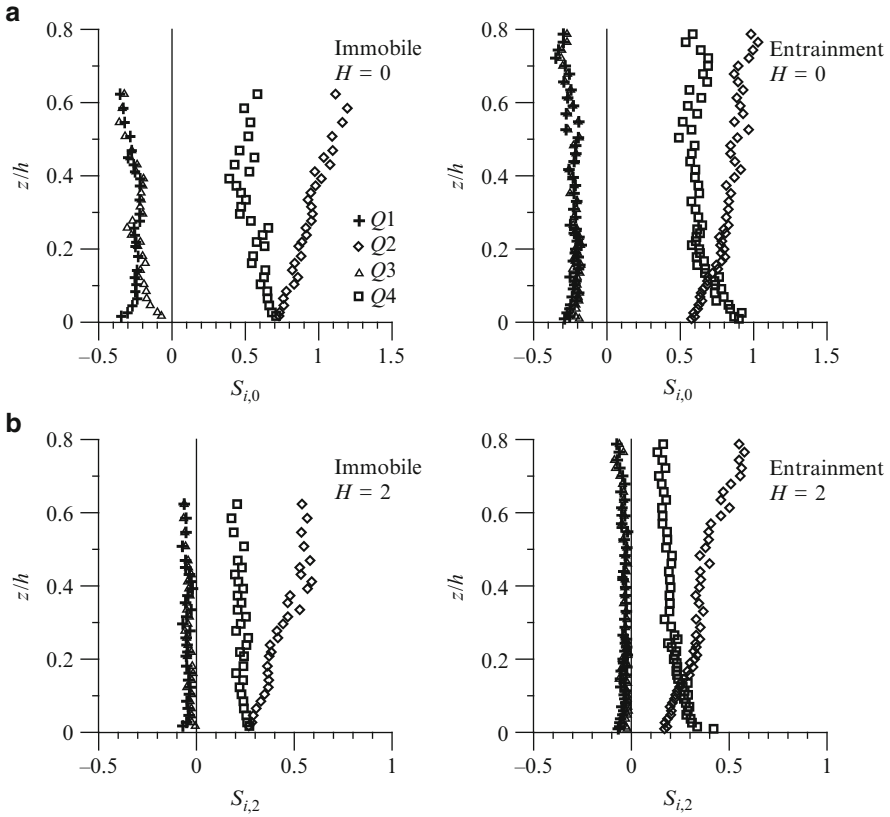 a
0.8
0.6
0.4
0.2
0
z/h
−0.5 0 0.5 1 1.5
S_{i,0}
Immobile
H = 0
Q1
Q2
Q3
Q4
0.8
0.6
0.4
0.2
0
z/h
−0.5 0 0.5 1 1.5
S_{i,0}
Entrainment
H = 0
b
0.8
0.6
0.4
0.2
0
z/h
−0.5 0 0.5 1
S_{i,2}
Immobile
H = 2
0.8
0.6
0.4
0.2
0
z/h
−0.5 0 0.5 1
S_{i,2}
Entrainment
H = 2